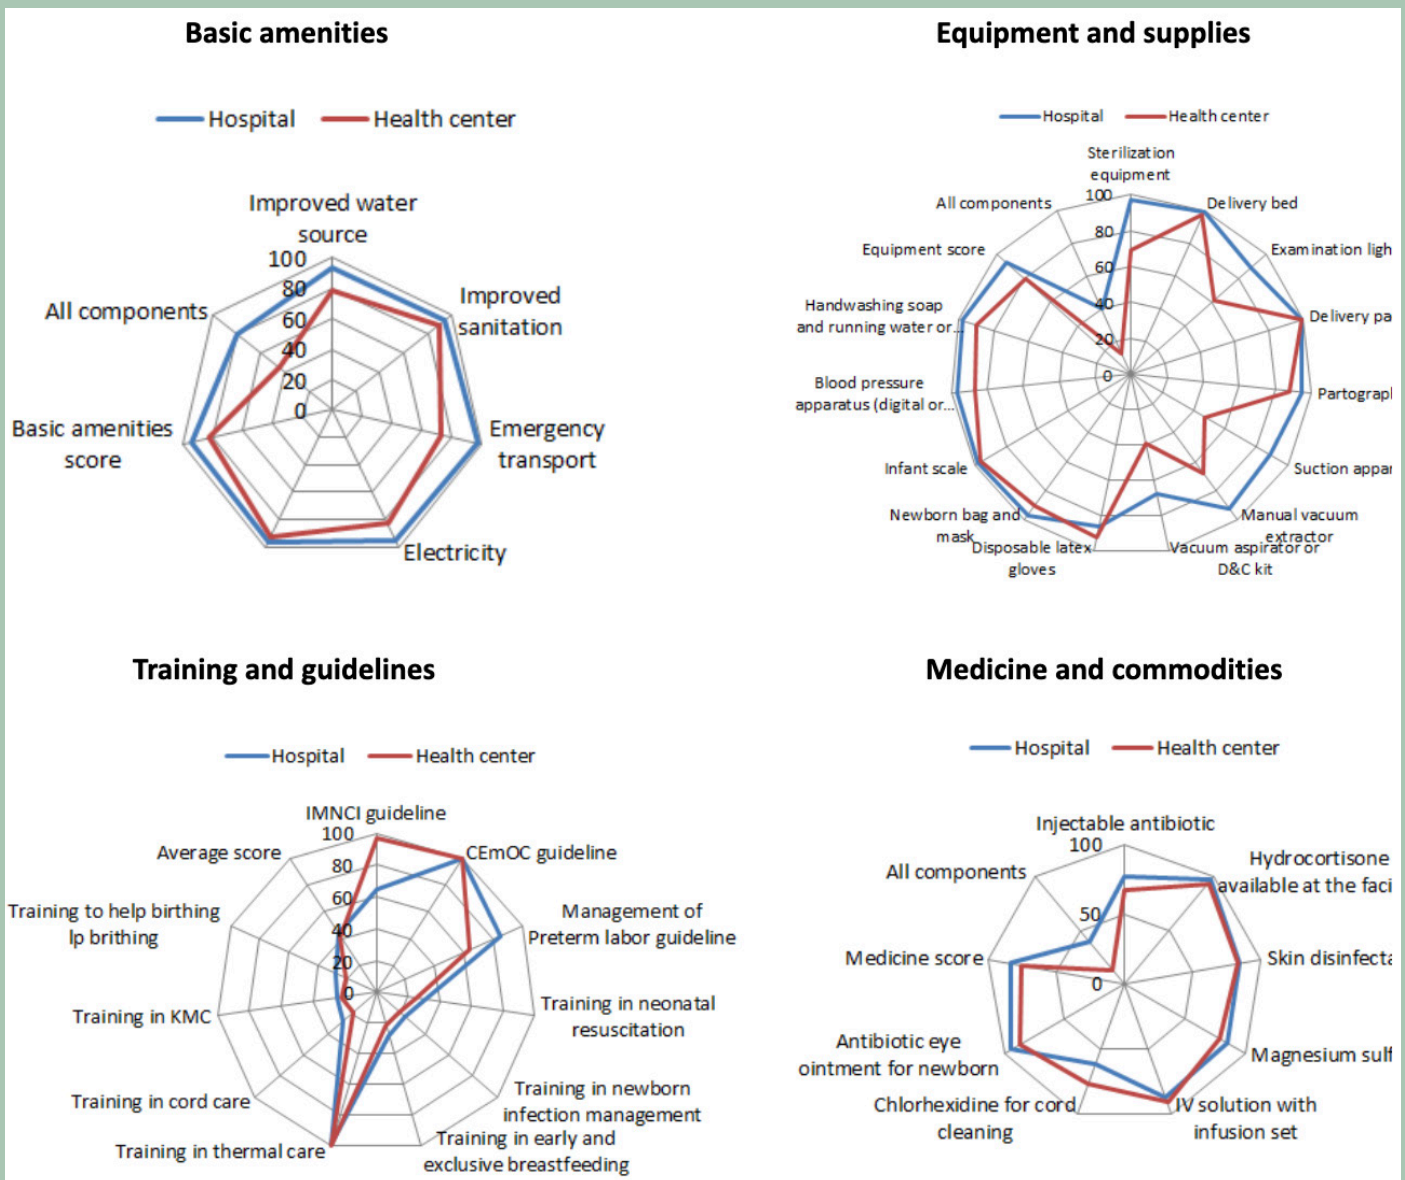 Basic amenities
Hospital Health center
Improved water
source
100
80
60
40
20
0
Improved
sanitation
Emergency
transport
Electricity
Basic amenities
score
All components
Equipment and supplies
Hospital Health center
Sterilization
equipment
100
80
60
40
20
0
Delivery bed
Examination ligh
Delivery pa
Partograp
Suction appar
Manual vacuum
extractor
Vacuum aspirator or
D&C kit
Disposable latex
gloves
Newborn bag and
mask
Infant scale
Blood pressure
apparatus (digital or...
Handwashing soap
and running water or...
Equipment score
All components
Training and guidelines
Hospital Health center
IMNCI guideline
100
80
60
40
20
0
CEmOC guideline
Management of
Preterm labor guideline
Training in neonatal
resuscitation
Training in newborn
infection management
Training in early and
exclusive breastfeeding
Training in thermal care
Training in cord care
Training in KMC
Training to help birthing
lp brithing
Average score
Medicine and commodities
Hospital Health center
Injectable antibiotic
100
50
0
Hydrocortisone
available at the faci
Skin disinfecta
Magnesium sulf
IV solution with
infusion set
Chlorhexidine for cord
cleaning
Antibiotic eye
ointment for newborn
Medicine score
All components